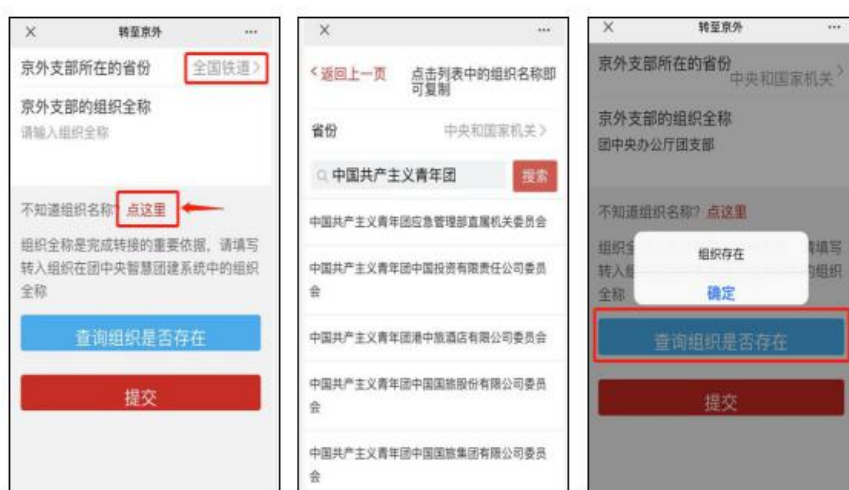 转至京外
京外支部所在的省份
全国铁道
京外支部的组织全称
请输入组织全称
不知道组织名称? 点这里
组织全称是完成转接的重要依据，请填写
转入组织在团中央智慧团建系统中的组织
全称
查询组织是否存在
提交
返回上一页
点击列表中的组织名称即
可复制
省份
中央和国家机关
中国共产主义青年团
搜索
中国共产主义青年团应急管理部直属机关委员会
中国共产主义青年团中国投资有限责任公司委员
会
中国共产主义青年团港中旅酒店有限公司委员会
中国共产主义青年团中国国旅股份有限公司委员
会
中国共产主义青年团中国国旅集团有限公司委员
会
转至京外
京外支部所在的省份
中央和国家机关
京外支部的组织全称
团中央办公厅团支部
不知道组织名称? 点这里
组织全
请填写
转入组
的组织
全称
组织存在
确定
查询组织是否存在
提交